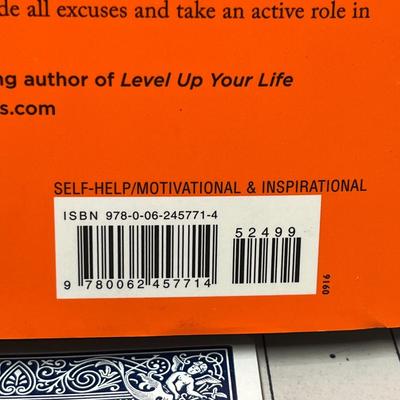 de all excuses and take an active role in
ng author of Level Up Your Life
s.com
SELF-HELP/MOTIVATIONAL & INSPIRATIONAL
ISBN 978-0-06-245771-4
52499
9 780062 457714
0916